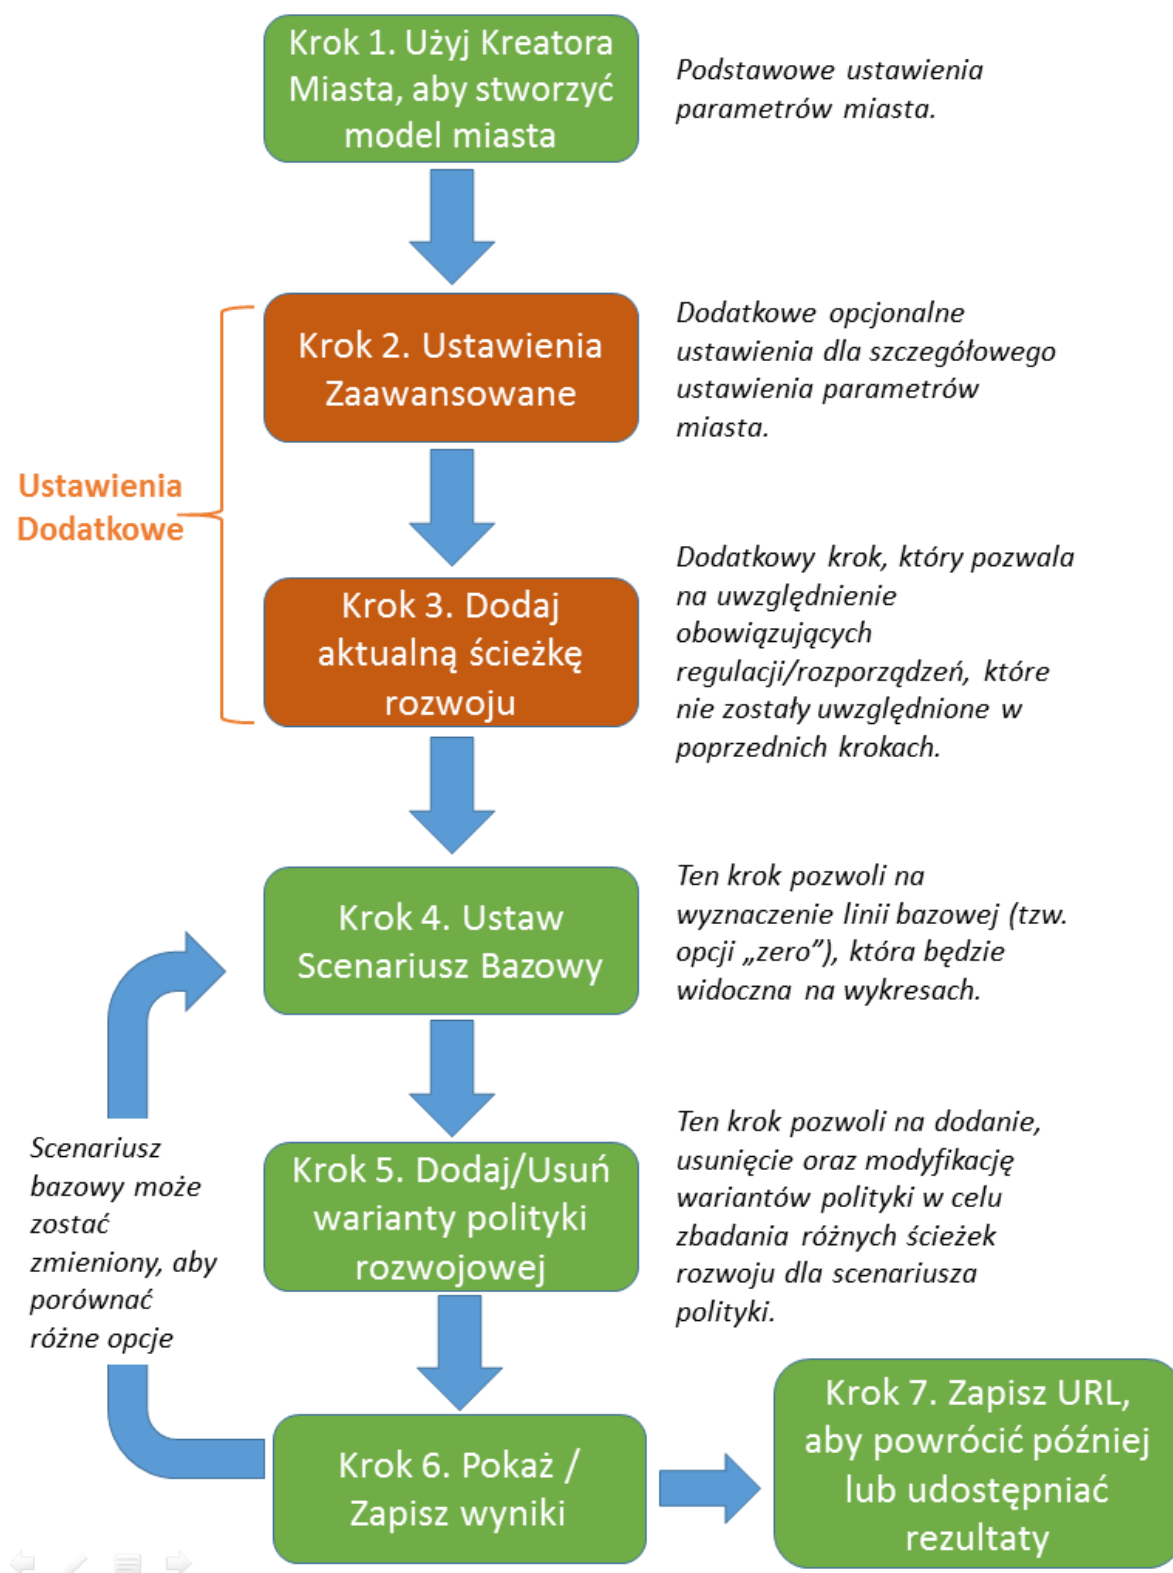 Krok 1. Użyj Kreatora
Miasta, aby stworzyć
model miasta
Podstawowe ustawienia
parametrów miasta.
Krok 2. Ustawienia
Zaawansowane
Dodatkowe opcjonalne
ustawienia dla szczegółowego
ustawienia parametrów
miasta.
Ustawienia
Dodatkowe
Krok 3. Dodaj
aktualną ścieżkę
rozwoju
Dodatkowy krok, który pozwala
na uwzględnienie
obowiązujących
regulacji/rozporządzeń, które
nie zostały uwzględnione w
poprzednich krokach.
Krok 4. Ustaw
Scenariusz Bazowy
Ten krok pozwoli na
wyznaczenie linii bazowej (tzw.
opcji „zero”), która będzie
widoczna na wykresach.
Krok 5. Dodaj/Usuń
warianty polityki
rozwojowej
Ten krok pozwoli na dodanie,
usunięcie oraz modyfikację
wariantów polityki w celu
zbadania różnych ścieżek
rozwoju dla scenariusza
polityki.
Scenariusz
bazowy może
zostać
zmieniony, aby
porównać
różne opcje
Krok 6. Pokaż /
Zapisz wyniki
Krok 7. Zapisz URL,
aby powrócić później
lub udostępniać
rezultaty